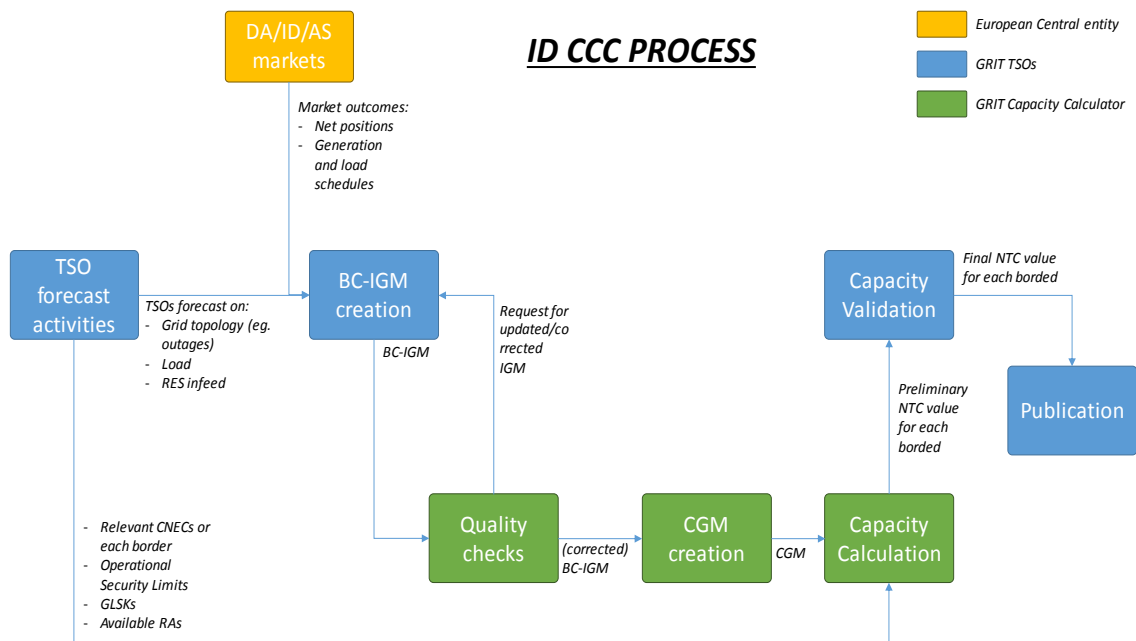 DA/ID/AS
markets
ID CCC PROCESS
European Central entity
GRIT TSOs
GRIT Capacity Calculator
Market outcomes:
- Net positions
- Generation
and load
schedules
TSO
forecast
activities
TSOs forecast on:
- Grid topology (eg.
outages)
- Load
- RES infeed
BC-IGM
creation
BC-IGM
Request for
updated/co
rrected
IGM
Capacity
Validation
Final NTC value
for each borded
Publication
Preliminary
NTC value
for each
borded
- Relevant CNECs or
each border
- Operational
Security Limits
- GLSKs
- Available RAs
Quality
checks
(corrected)
BC-IGM
CGM
creation
CGM
Capacity
Calculation